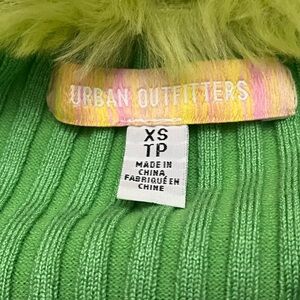 URBAN OUTFITTERS
XS
TP
MADE IN
CHINA
FABRIQUÉ EN
CHINE